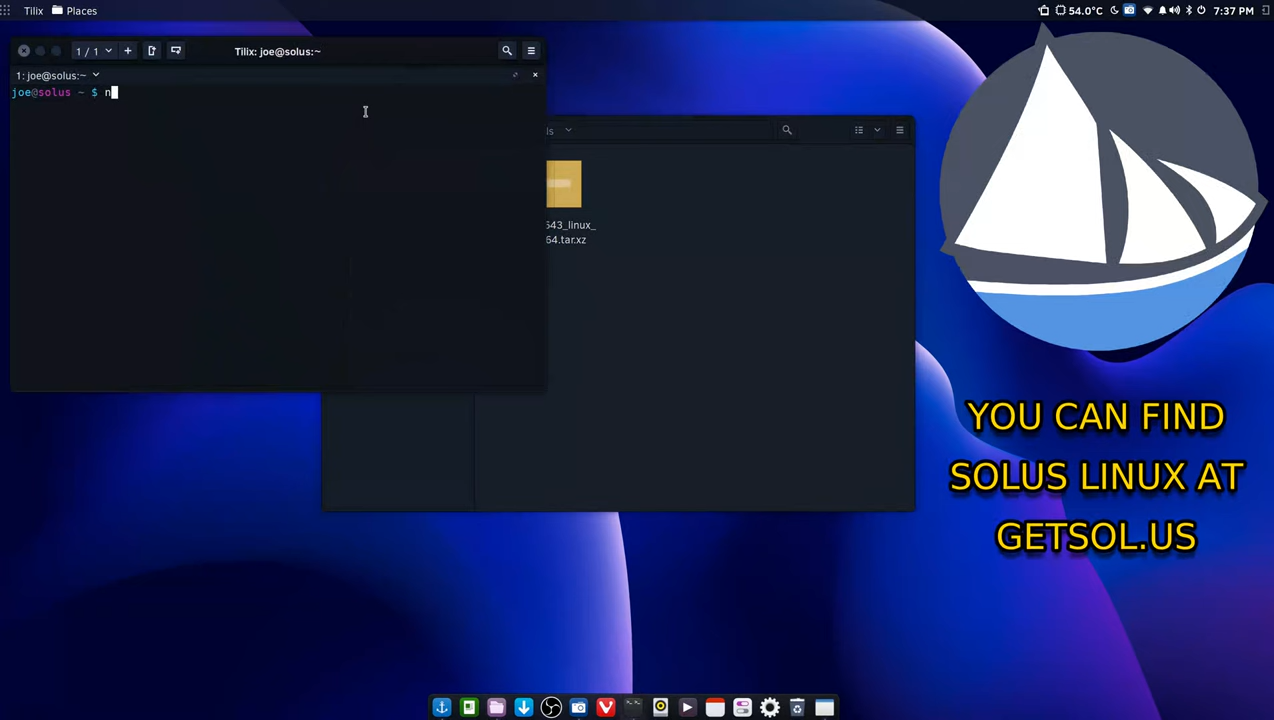 Tilix Places 54.0°C 7:37 PM
1 / 1 Tilix: joe@solus:~
1: joe@solus:~
joe@solus ~ $ n
ls
543_linux_
64.tar.xz
YOU CAN FIND
SOLUS LINUX AT
GETSOL.US